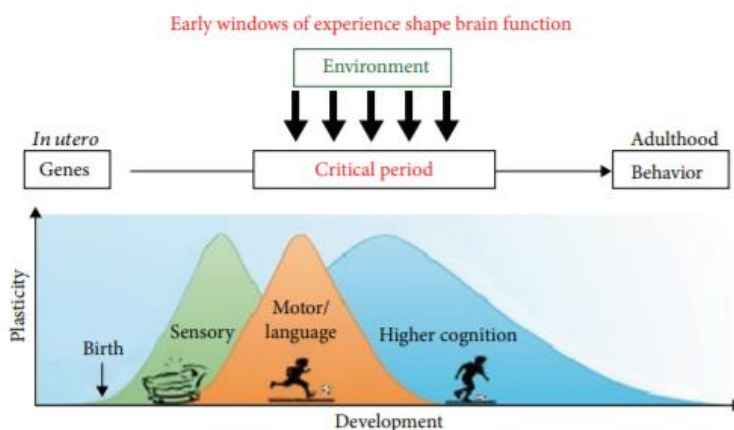 Early windows of experience shape brain function
Environment
In utero
Genes
Critical period
Adulthood
Behavior
Plasticity
Birth
Sensory
Motor/
language
Higher cognition
Development